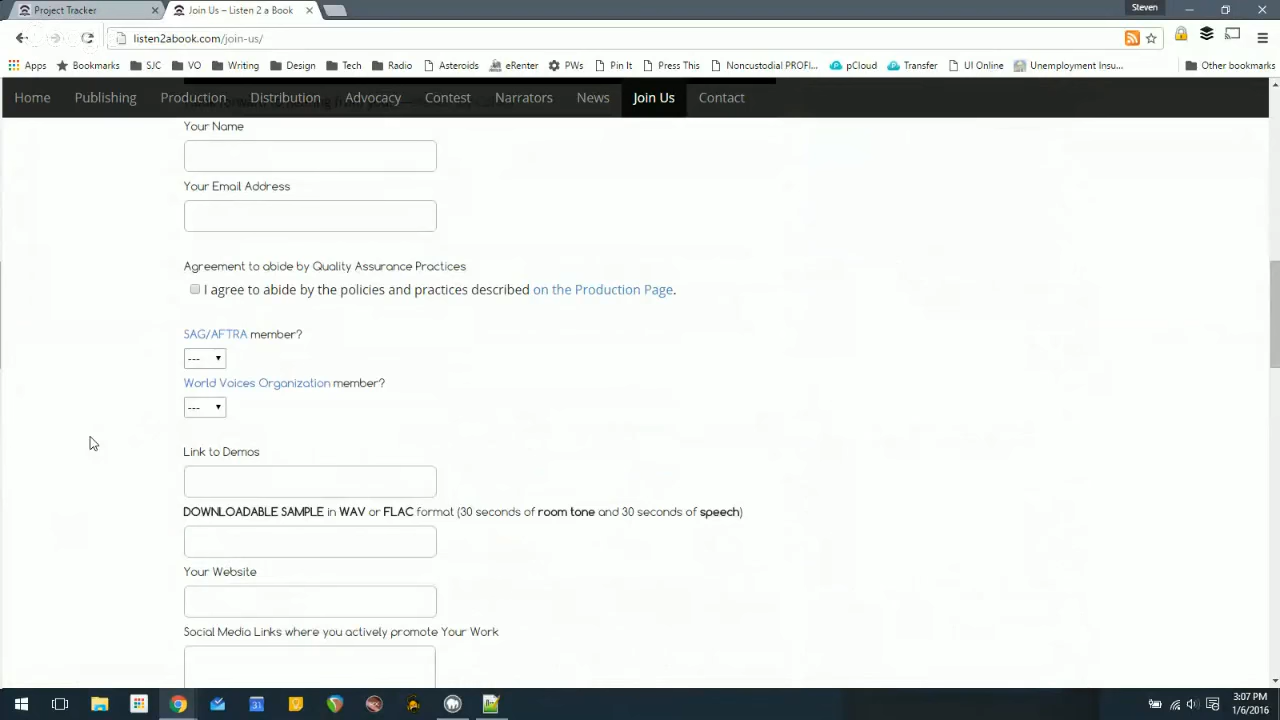 Project Tracker
Join Us – Listen 2 a Book
Steven
listen2abook.com/join-us/
Apps Bookmarks SJC VO Writing Design Tech Radio Asteroids eRenter PWs Pin It Press This Noncustodial PROFI... pCloud Transfer UI Online Unemployment Insu... Other bookmarks
Home Publishing Production Distribution Advocacy Contest Narrators News Join Us Contact
Your Name
Your Email Address
Agreement to abide by Quality Assurance Practices
I agree to abide by the policies and practices described on the Production Page.
SAG/AFTRA member?
---
World Voices Organization member?
---
Link to Demos
DOWNLOADABLE SAMPLE in WAV or FLAC format (30 seconds of room tone and 30 seconds of speech)
Your Website
Social Media Links where you actively promote Your Work
31
3:07 PM
1/6/2016